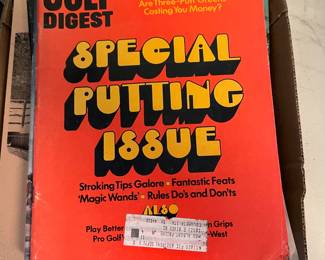 GOLF
DIGEST
Are Three-Putt Greens
Costing You Money?
SPECIAL
PUTTING
ISSUE
Stroking Tips Galore • Fantastic Feats
'Magic Wands' • Rules Do's and Don'ts
ALSO
Play Better
Grips
Pro Golf
West